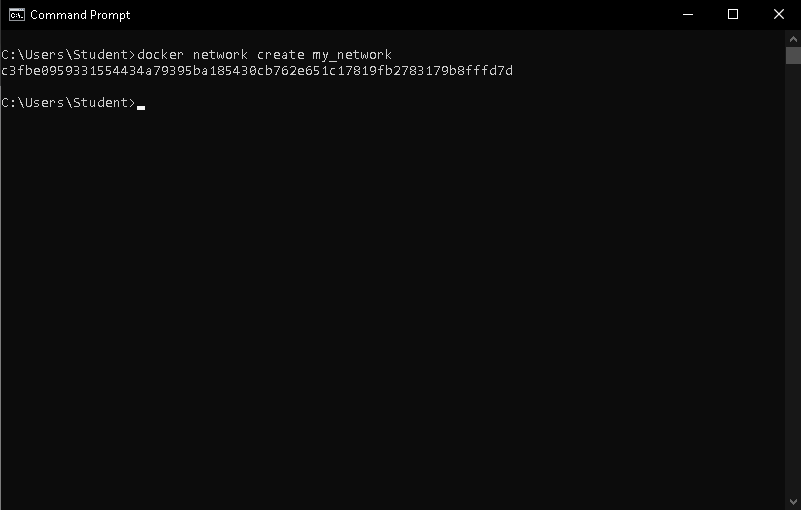 Command Prompt
C:\Users\Student>docker network create my_network
c3fbe0959331554434a79395ba185430cb762e651c17819fb2783179b8fffd7d
C:\Users\Student>